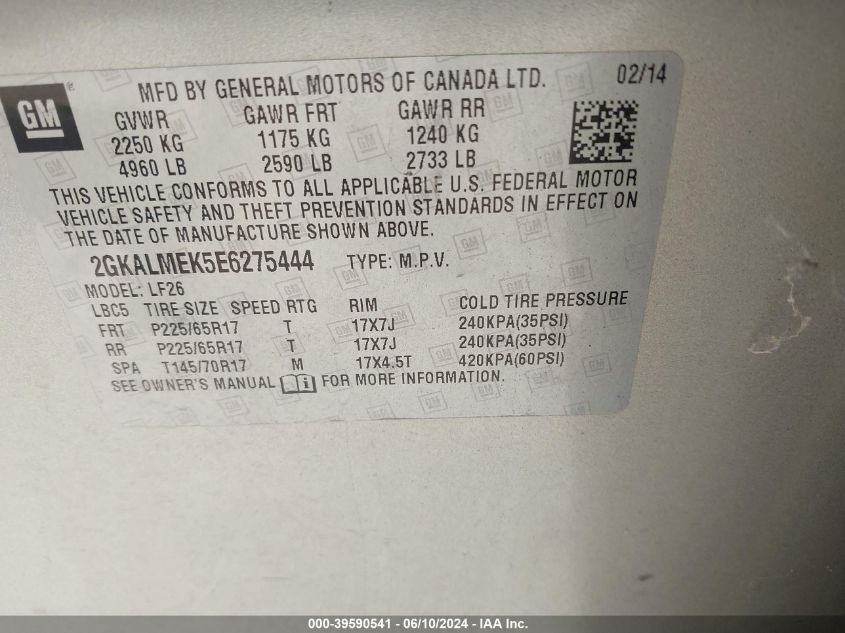 GM
MFD BY GENERAL MOTORS OF CANADA LTD. 02/14
GVWR GAWR FRT GAWR RR
2250 KG 1175 KG 1240 KG
4960 LB 2590 LB 2733 LB
THIS VEHICLE CONFORMS TO ALL APPLICABLE U.S. FEDERAL MOTOR
VEHICLE SAFETY AND THEFT PREVENTION STANDARDS IN EFFECT ON
THE DATE OF MANUFACTURE SHOWN ABOVE.
2GKALMEK5E6275444 TYPE: M.P.V.
MODEL: LF26
LBC5 TIRE SIZE SPEED RTG RIM COLD TIRE PRESSURE
FRT P225/65R17 T 17X7J 240KPA(35PSI)
RR P225/65R17 T 17X7J 240KPA(35PSI)
SPA T145/70R17 M 17X4.5T 420KPA(60PSI)
SEE OWNER'S MANUAL FOR MORE INFORMATION.
000-39590541 - 06/10/2024 - IAA Inc.